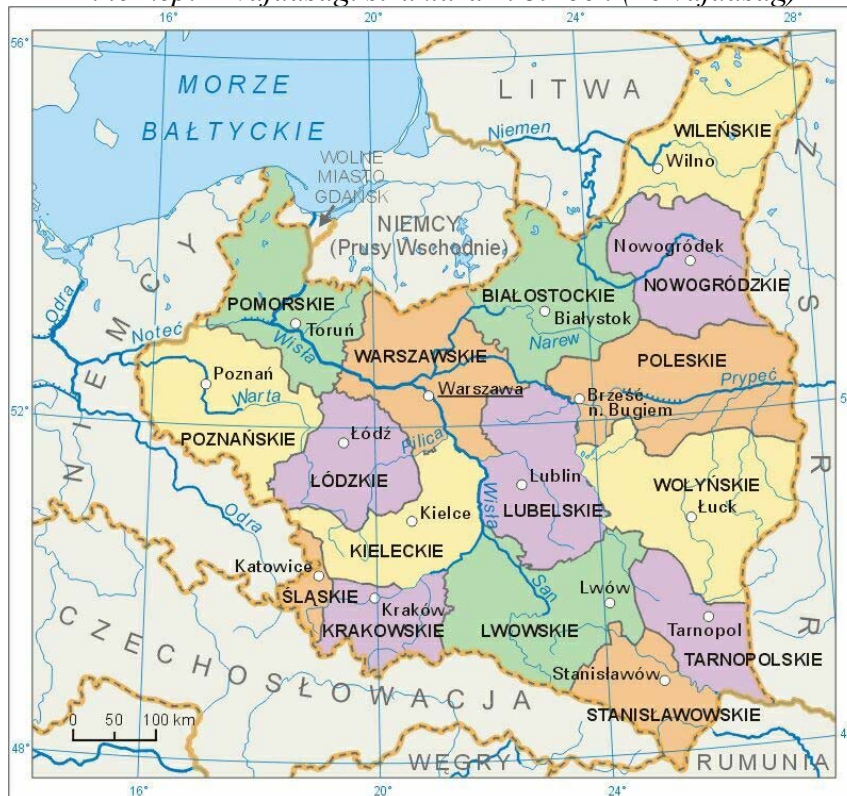 56°
16°
20°
24°
28°
MORZE
BAŁTYCKIE
LITWA
Niemen
WILEŃSKIE
Wilno
WOLNE
MIASTO
GDAŃSK
NIEMCY
(Prusy Wschodnie)
Nowogródek
NOWOGRÓDZKIE
Z S R R
NIEMCY
Odra
Noteć
POMORSKIE
Toruń
Wisła
BIAŁOSTOCKIE
Białystok
Narew
WARSZAWSKIE
Warszawa
POLESKIE
Prypeć
Brześć
n. Bugiem
Poznań
Warta
POZNAŃSKIE
52°
Łódź
ŁÓDZKIE
Pilica
Lublin
LUBELSKIE
Wisła
WOŁYŃSKIE
Łuck
Odra
Kielce
KIELECKIE
Katowice
ŚLĄSKIE
Kraków
KRAKOWSKIE
San
Lwów
LWOWSKIE
Tarnopol
TARNOPOLSKIE
Stanisławów
STANISŁAWOWSKIE
CZECHOSŁOWACJA
0 50 100 km
48°
WĘGRY
RUMUNIA
16°
20°
24°